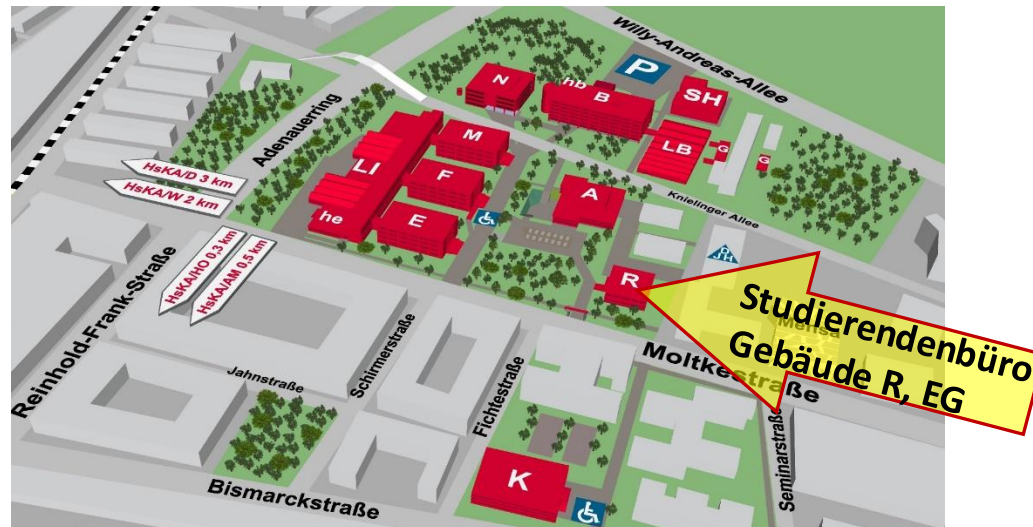 Willy-Andreas-Allee
P
N
hb
B
SH
Adenauerring
M
LB
G
G
LI
F
A
Knielinger Allee
HsKA/D 3 km
HsKA/W 2 km
he
E
DJH
HsKA/HO 0,3 km
HsKA/AM 0.5 km
R
Reinhold-Frank-Straße
Studierendenbüro
Gebäude R, EG
Mensa
Moltkestraße
Schirmerstraße
Jahnstraße
Fichtestraße
Seminarstraße
K
Bismarckstraße